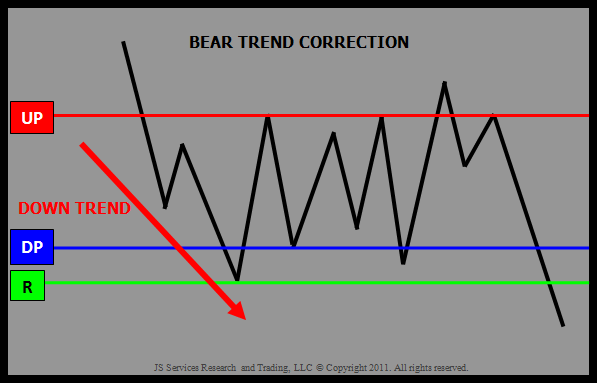 BEAR TREND CORRECTION
UP
DOWN TREND
DP
R
JS Services Research and Trading, LLC © Copyright 2011. All rights reserved.